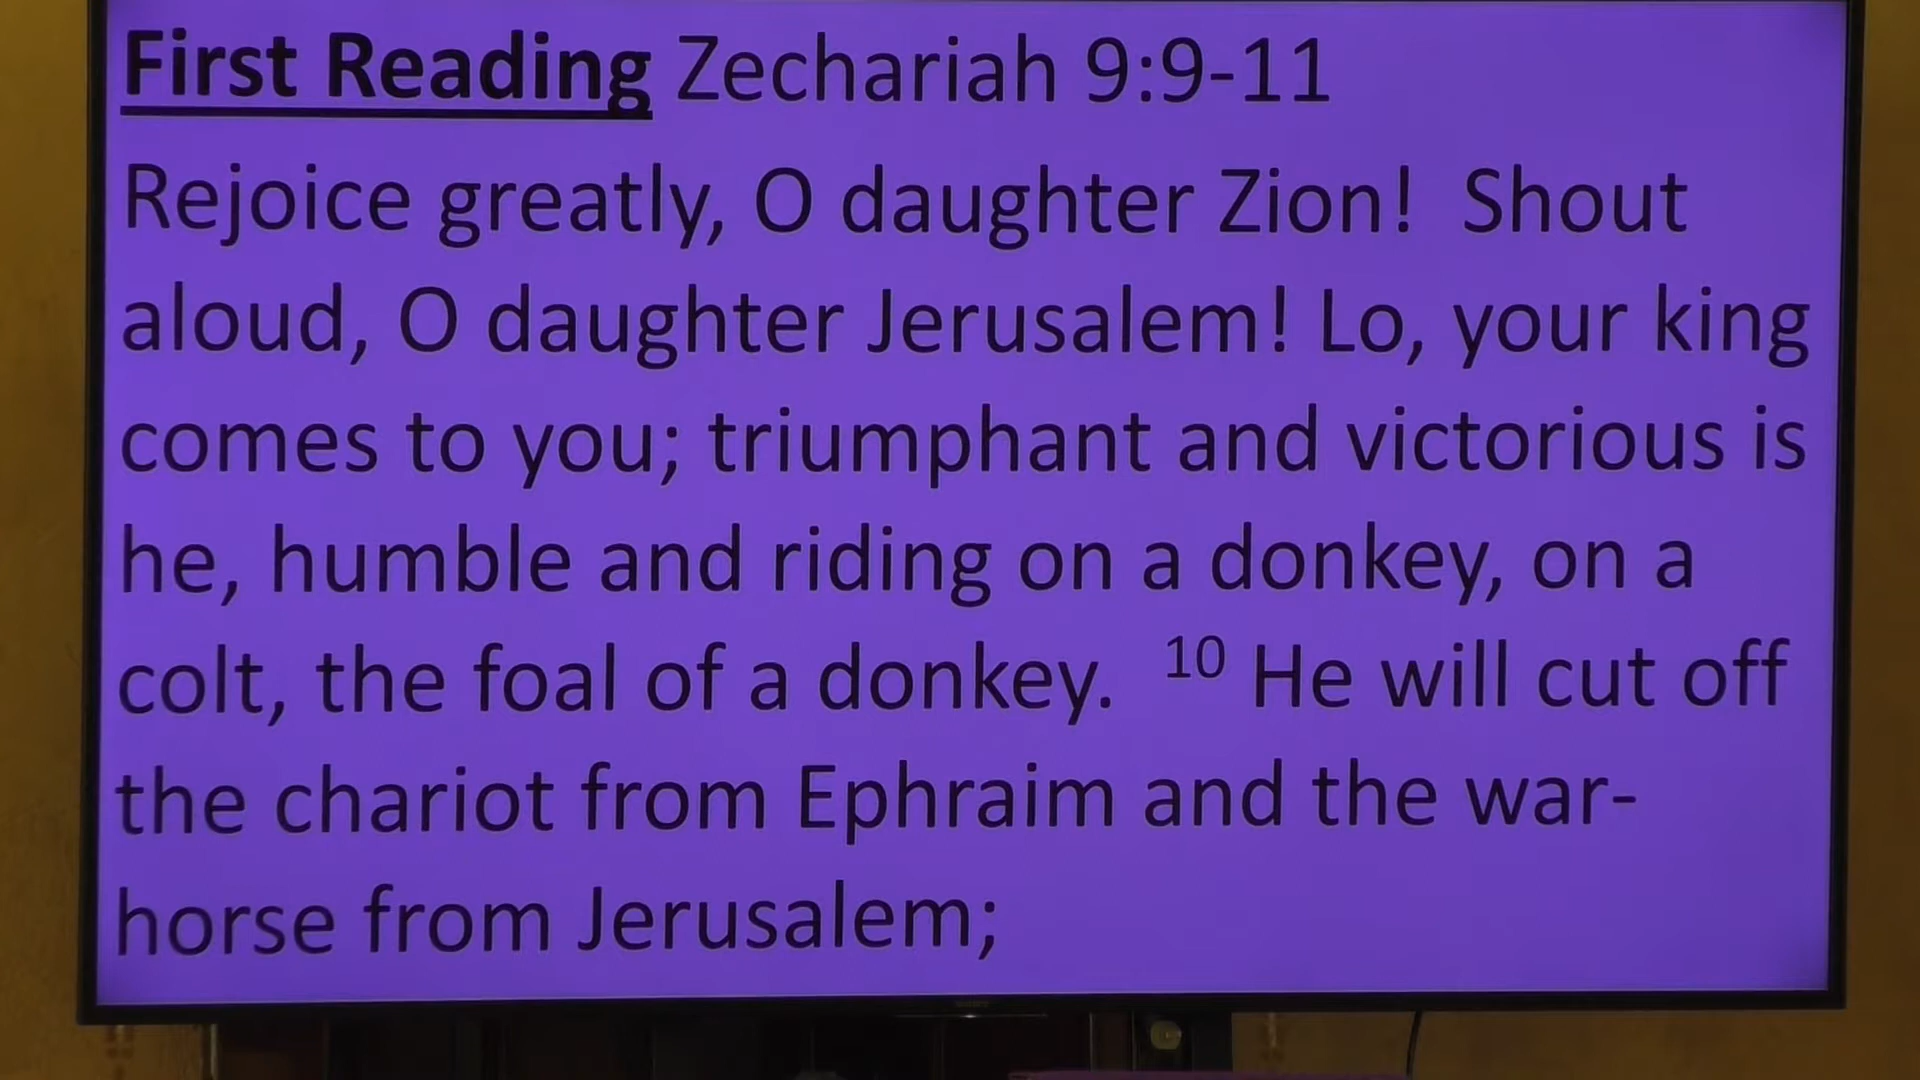 First Reading Zechariah 9:9-11
Rejoice greatly, O daughter Zion!  Shout
aloud, O daughter Jerusalem! Lo, your king
comes to you; triumphant and victorious is
he, humble and riding on a donkey, on a
colt, the foal of a donkey.  ¹⁰ He will cut off
the chariot from Ephraim and the war-
horse from Jerusalem;